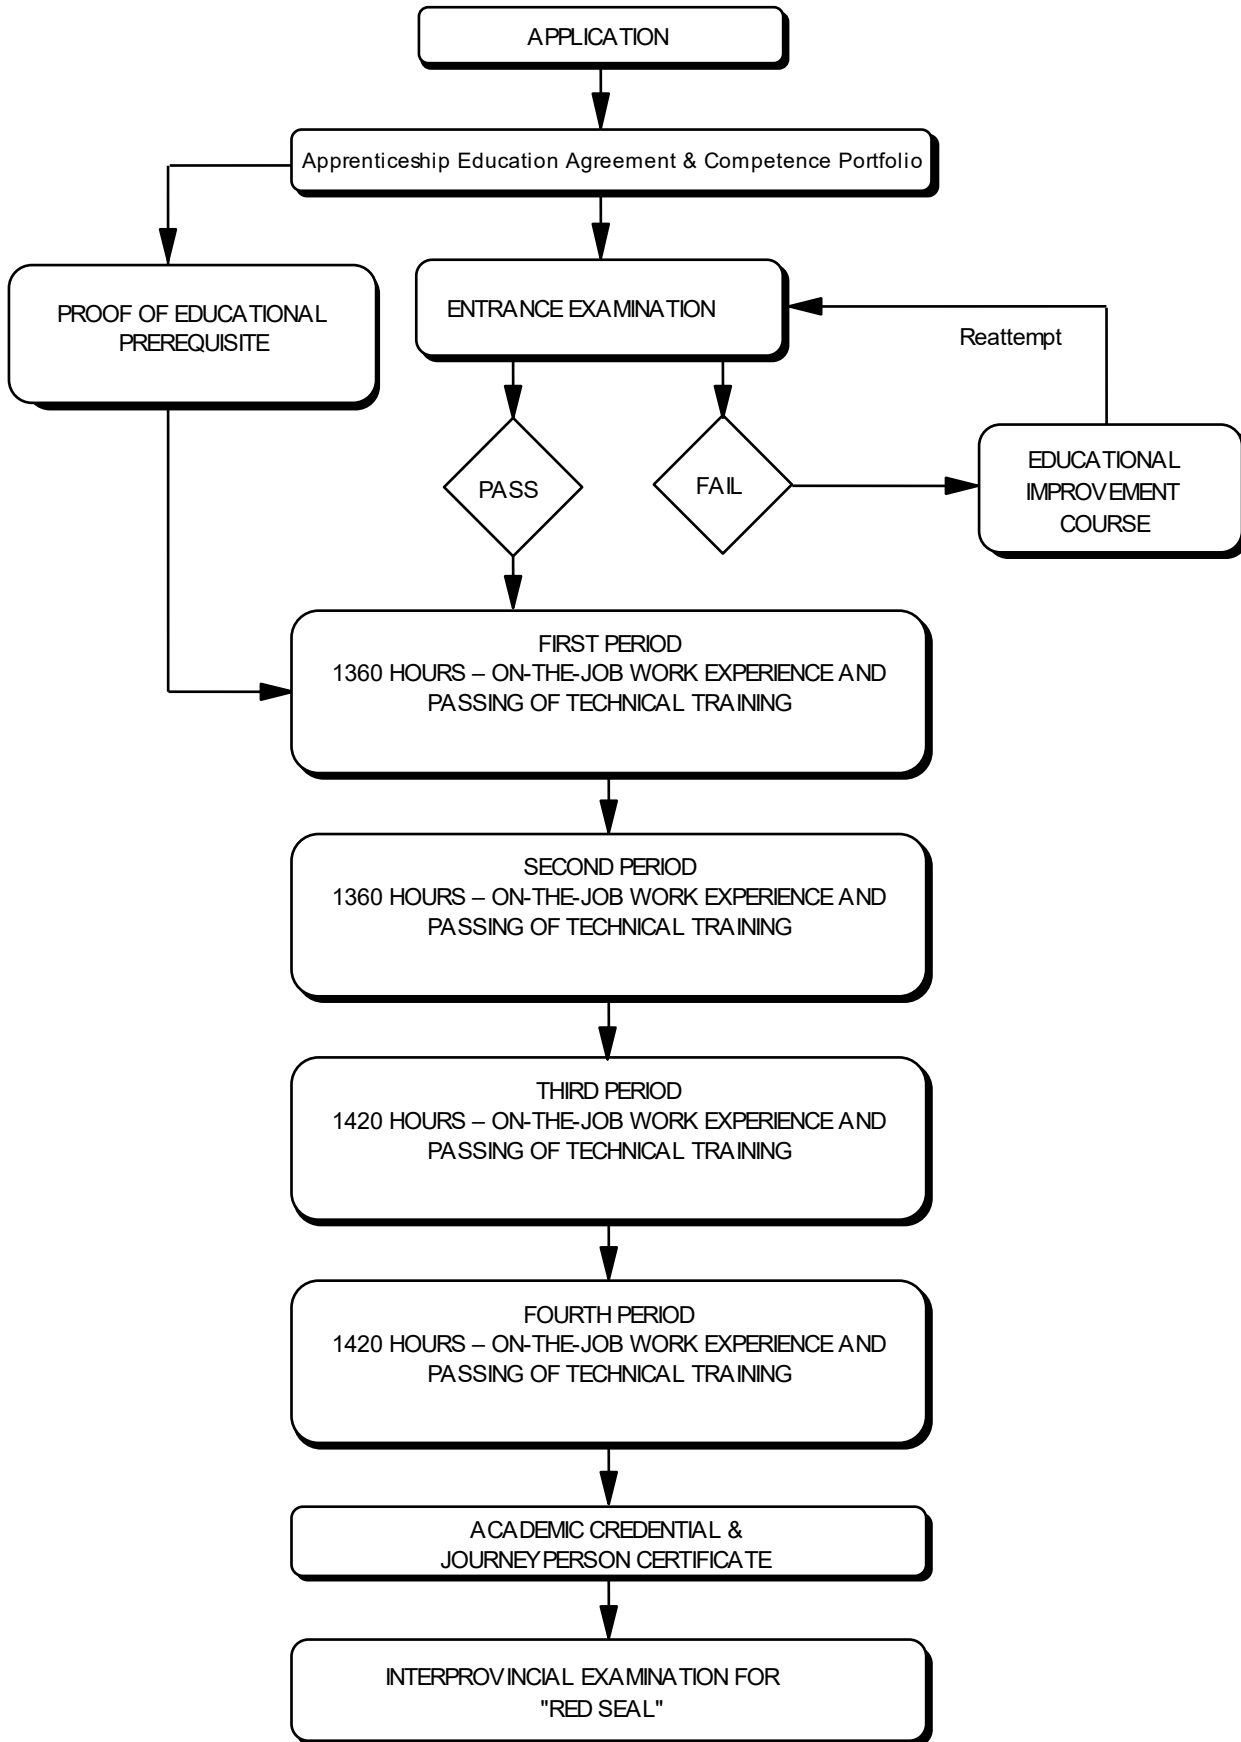 APPLICATION
Apprenticeship Education Agreement & Competence Portfolio
PROOF OF EDUCATIONAL
PREREQUISITE
ENTRANCE EXAMINATION
Reattempt
PASS
FAIL
EDUCATIONAL
IMPROVEMENT
COURSE
FIRST PERIOD
1360 HOURS – ON-THE-JOB WORK EXPERIENCE AND
PASSING OF TECHNICAL TRAINING
SECOND PERIOD
1360 HOURS – ON-THE-JOB WORK EXPERIENCE AND
PASSING OF TECHNICAL TRAINING
THIRD PERIOD
1420 HOURS – ON-THE-JOB WORK EXPERIENCE AND
PASSING OF TECHNICAL TRAINING
FOURTH PERIOD
1420 HOURS – ON-THE-JOB WORK EXPERIENCE AND
PASSING OF TECHNICAL TRAINING
ACADEMIC CREDENTIAL &
JOURNEYPERSON CERTIFICATE
INTERPROVINCIAL EXAMINATION FOR
"RED SEAL"